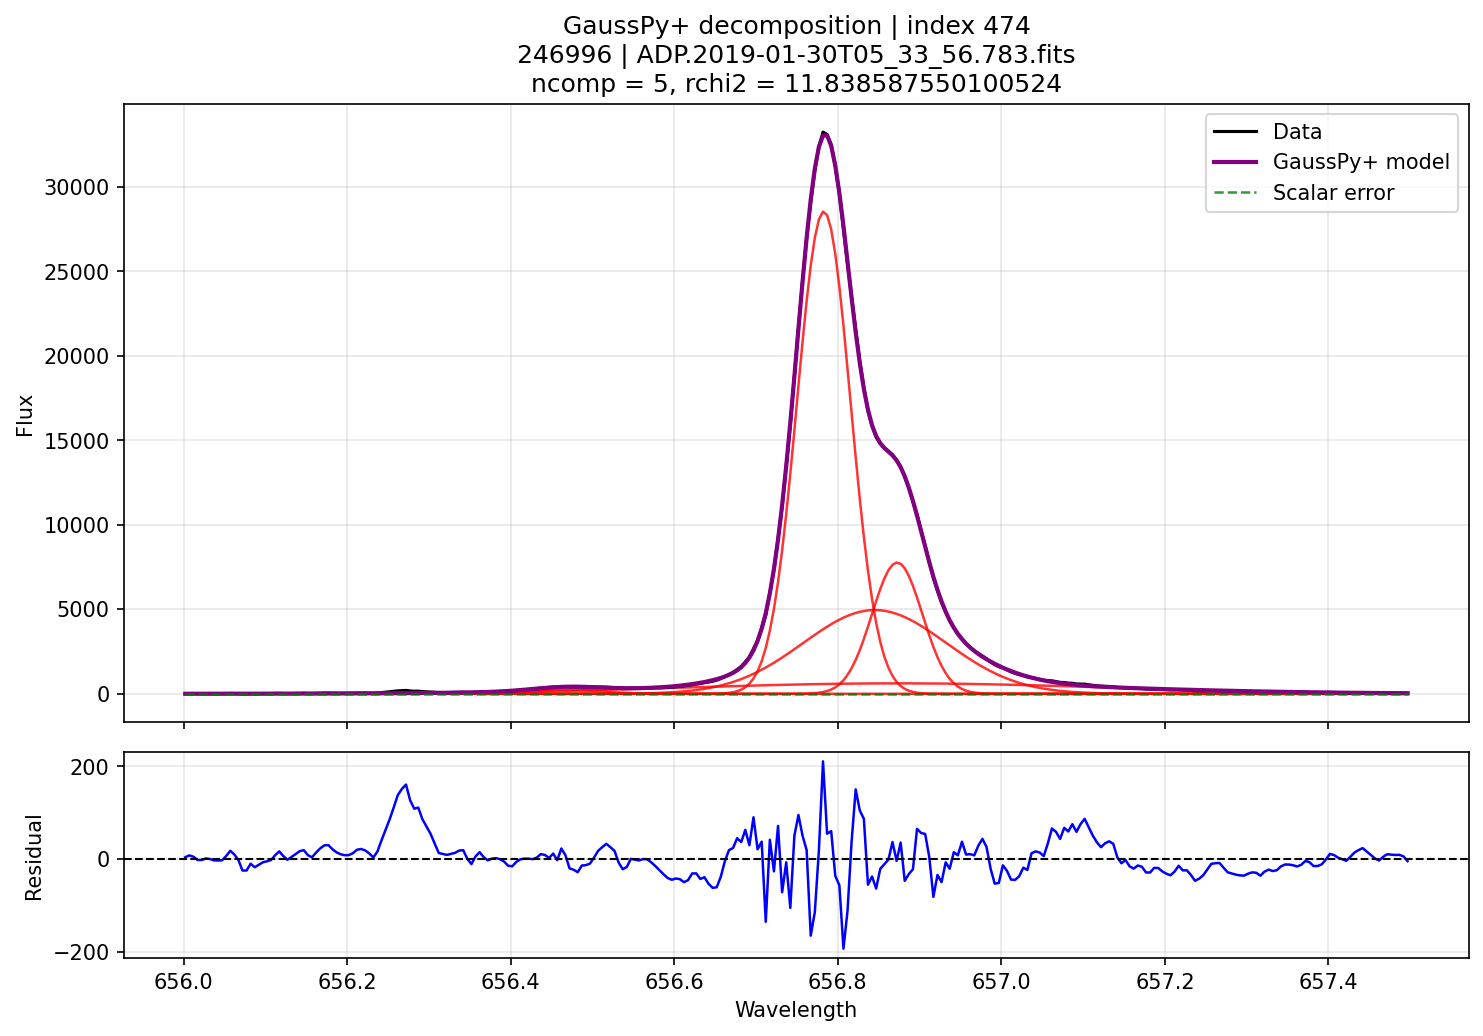 GaussPy+ decomposition | index 474
246996 | ADP.2019-01-30T05_33_56.783.fits
ncomp = 5, rchi2 = 11.838587550100524
Data
GaussPy+ model
Scalar error
Flux
30000
25000
20000
15000
10000
5000
0
Residual
200
0
−200
656.0 656.2 656.4 656.6 656.8 657.0 657.2 657.4
Wavelength